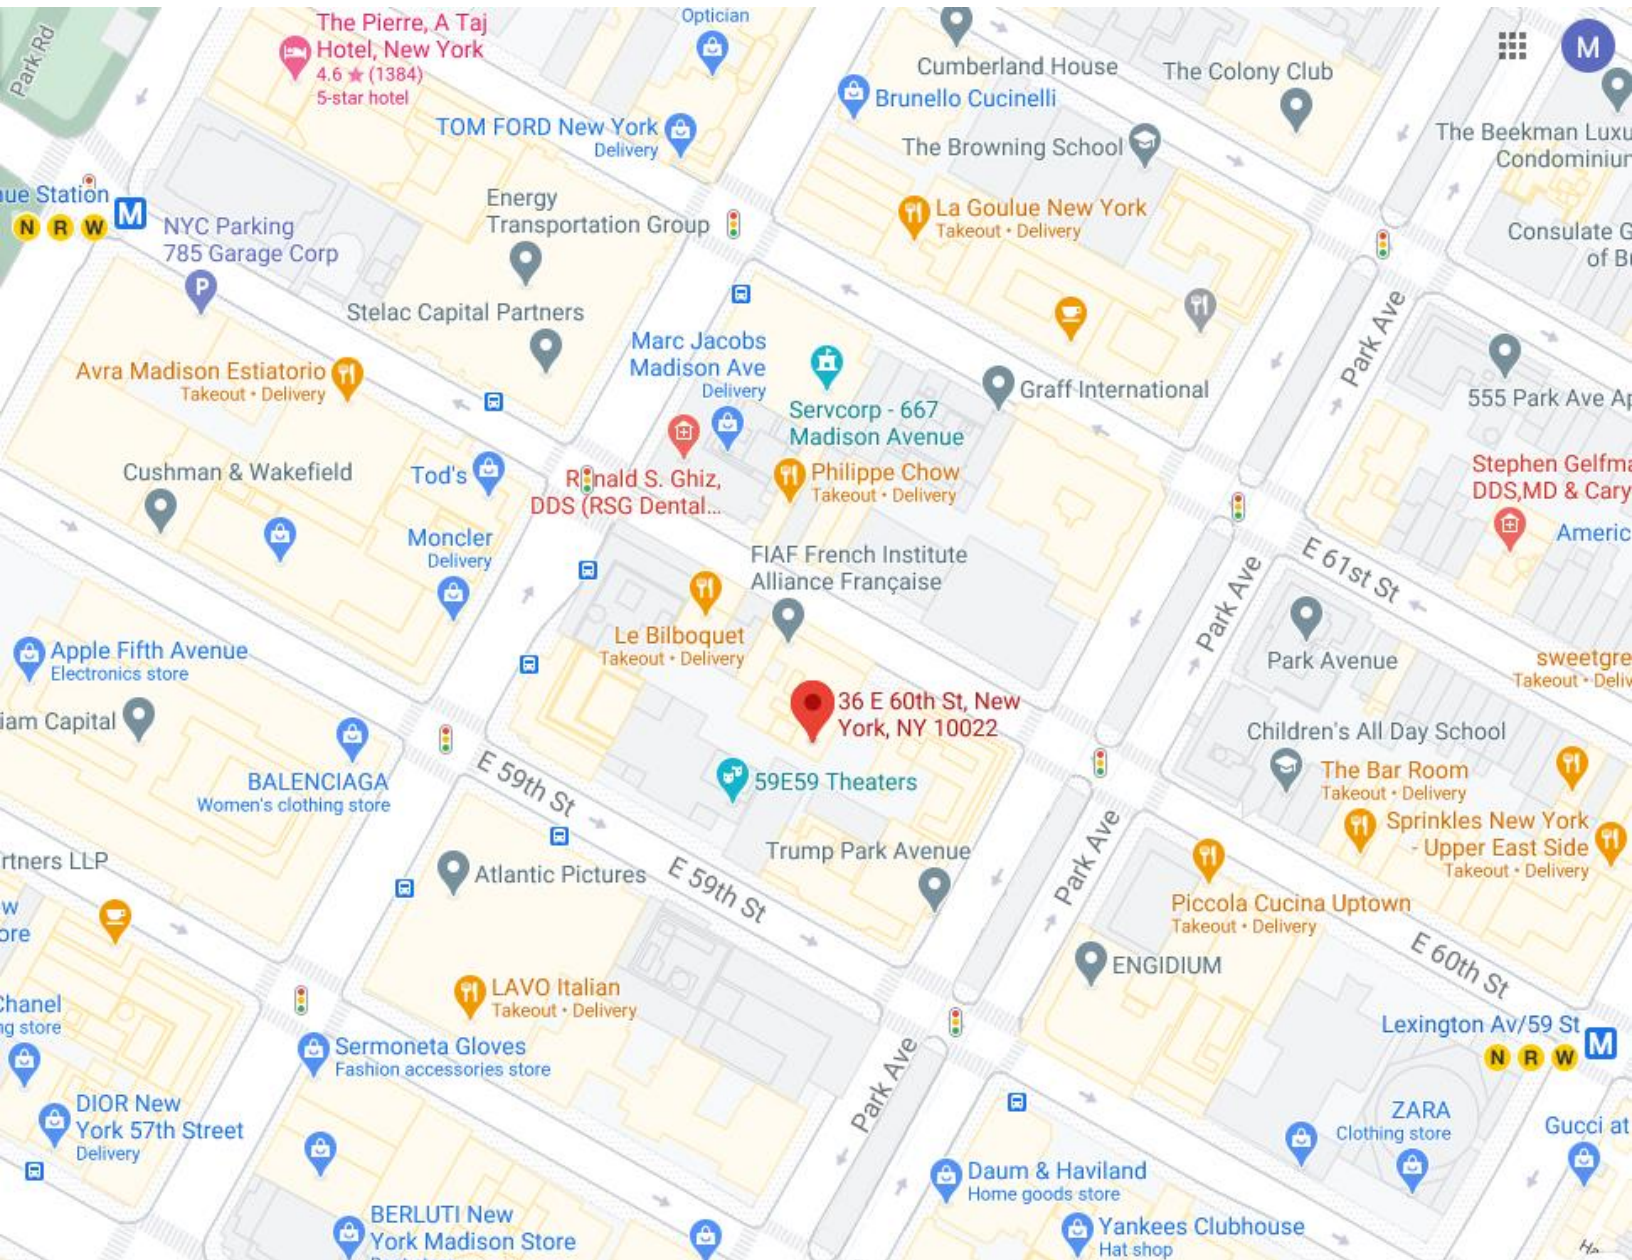 Park Rd
The Pierre, A Taj
Hotel, New York
4.6 ★ (1384)
5-star hotel
Optician
TOM FORD New York
Delivery
Cumberland House
The Colony Club
M
Brunello Cucinelli
The Browning School
The Beekman Luxu
Condominiun
nue Station
M
N R W
NYC Parking
785 Garage Corp
P
Energy
Transportation Group
La Goulue New York
Takeout • Delivery
Consulate G
of Bu
Stelac Capital Partners
Marc Jacobs
Madison Ave
Delivery
Park Ave
Avra Madison Estiatorio
Takeout • Delivery
Servcorp - 667
Madison Avenue
Graff International
555 Park Ave Ap
Cushman & Wakefield
Tod's
Ronald S. Ghiz,
DDS (RSG Dental...
Philippe Chow
Takeout • Delivery
Stephen Gelfma
DDS,MD & Cary
Moncler
Delivery
FIAF French Institute
Alliance Française
Park Ave
E 61st St
Americ
Apple Fifth Avenue
Electronics store
Le Bilboquet
Takeout • Delivery
Park Avenue
sweetgre
Takeout • Deliv
iam Capital
36 E 60th St, New
York, NY 10022
Children's All Day School
BALENCIAGA
Women's clothing store
E 59th St
59E59 Theaters
The Bar Room
Takeout • Delivery
Sprinkles New York
- Upper East Side
Takeout • Delivery
rtners LLP
Atlantic Pictures
E 59th St
Trump Park Avenue
Park Ave
Piccola Cucina Uptown
Takeout • Delivery
w
ore
LAVO Italian
Takeout • Delivery
ENGIDIUM
E 60th St
Chanel
ng store
Sermoneta Gloves
Fashion accessories store
Park Ave
Lexington Av/59 St
M
N R W
DIOR New
York 57th Street
Delivery
ZARA
Clothing store
Gucci at
Daum & Haviland
Home goods store
BERLUTI New
York Madison Store
Yankees Clubhouse
Hat shop